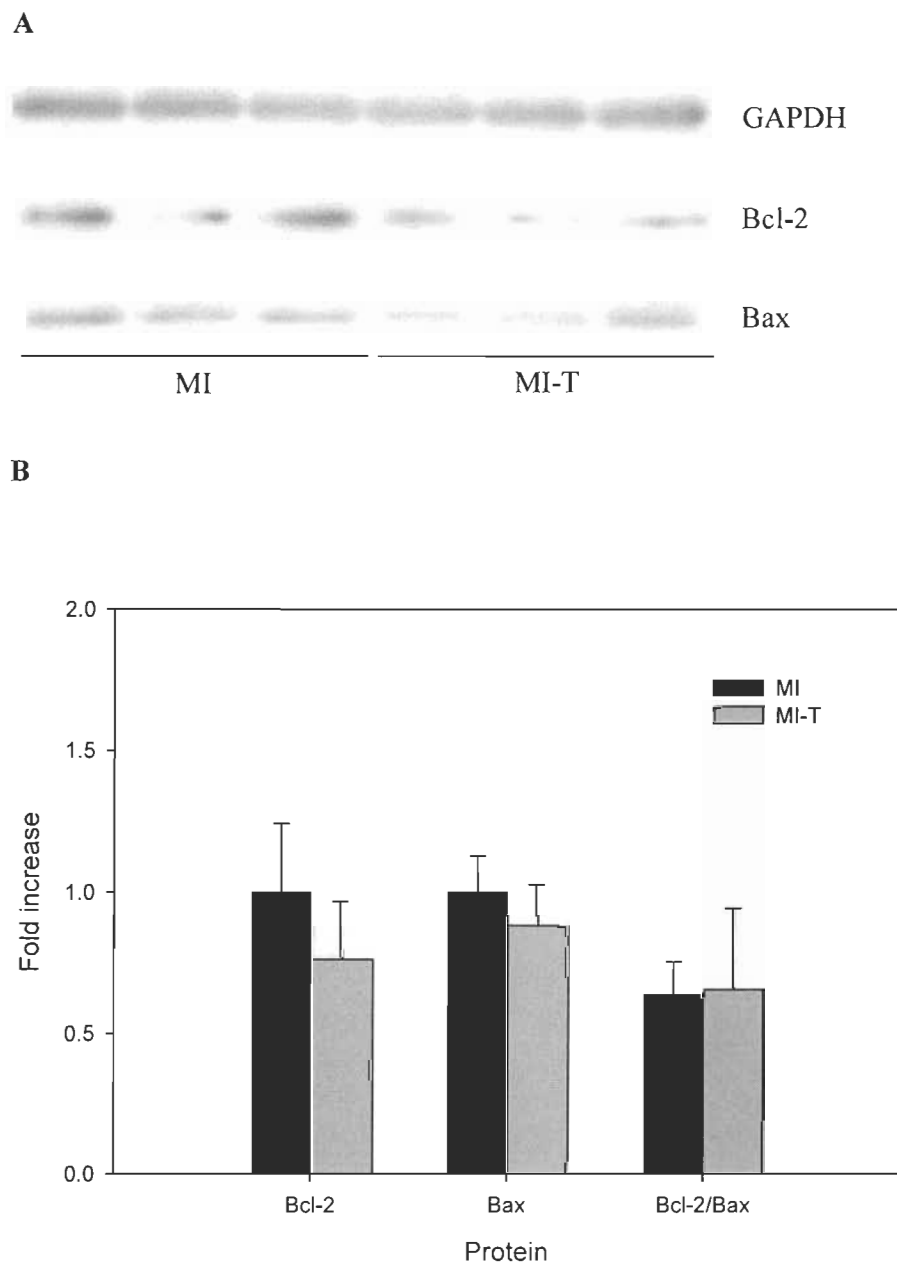 A
GAPDH
Bcl-2
Bax
MI
MI-T
B
2.0
MI
MI-T
1.5
1.0
0.5
0.0
Fold increase
Bcl-2
Bax
Bcl-2/Bax
Protein